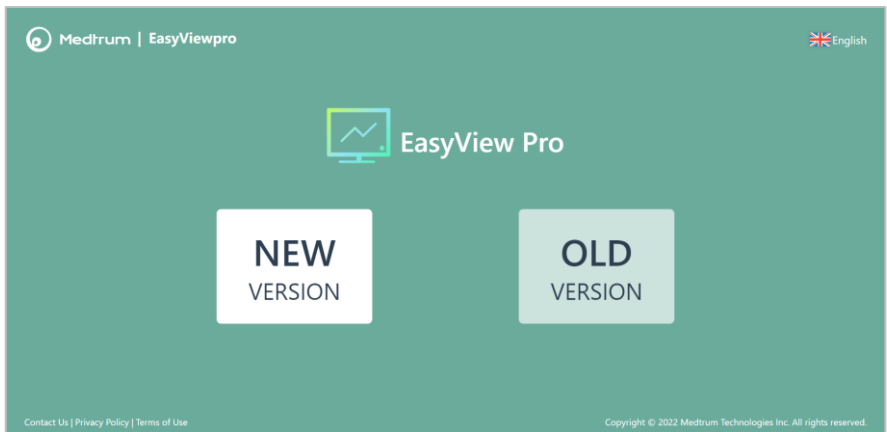 Medtrum | EasyViewpro
English
EasyView Pro
NEW
VERSION
OLD
VERSION
Contact Us | Privacy Policy | Terms of Use
Copyright © 2022 Medtrum Technologies Inc. All rights reserved.